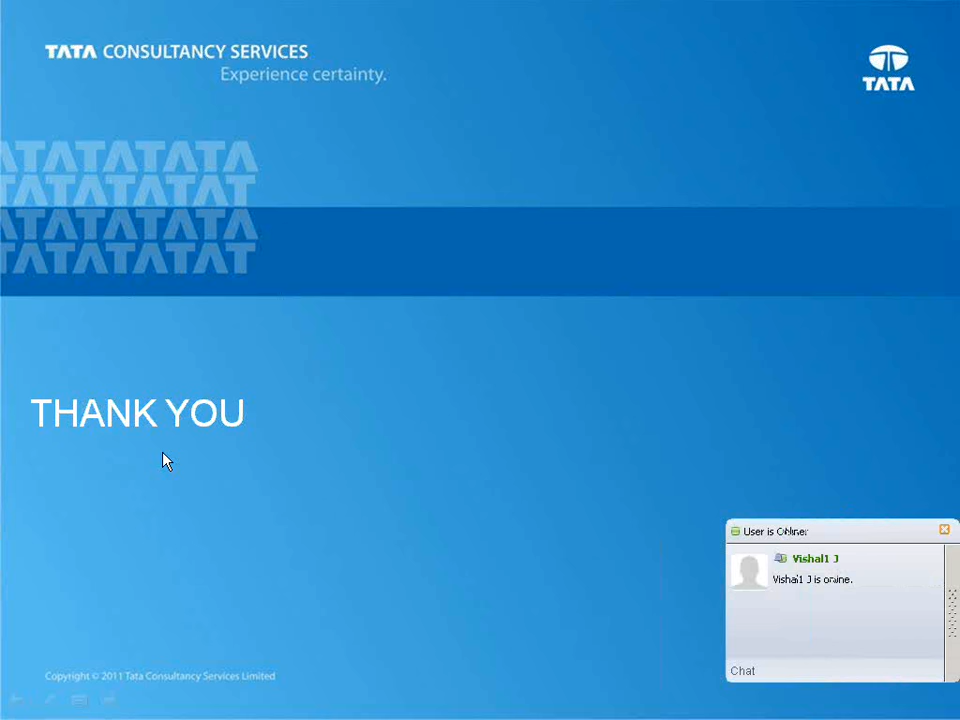 TATA CONSULTANCY SERVICES
Experience certainty.
TATA
THANK YOU
User is Online:
Vishal1 J
Vishal1 J is online.
Chat
Copyright © 2011 Tata Consultancy Services Limited